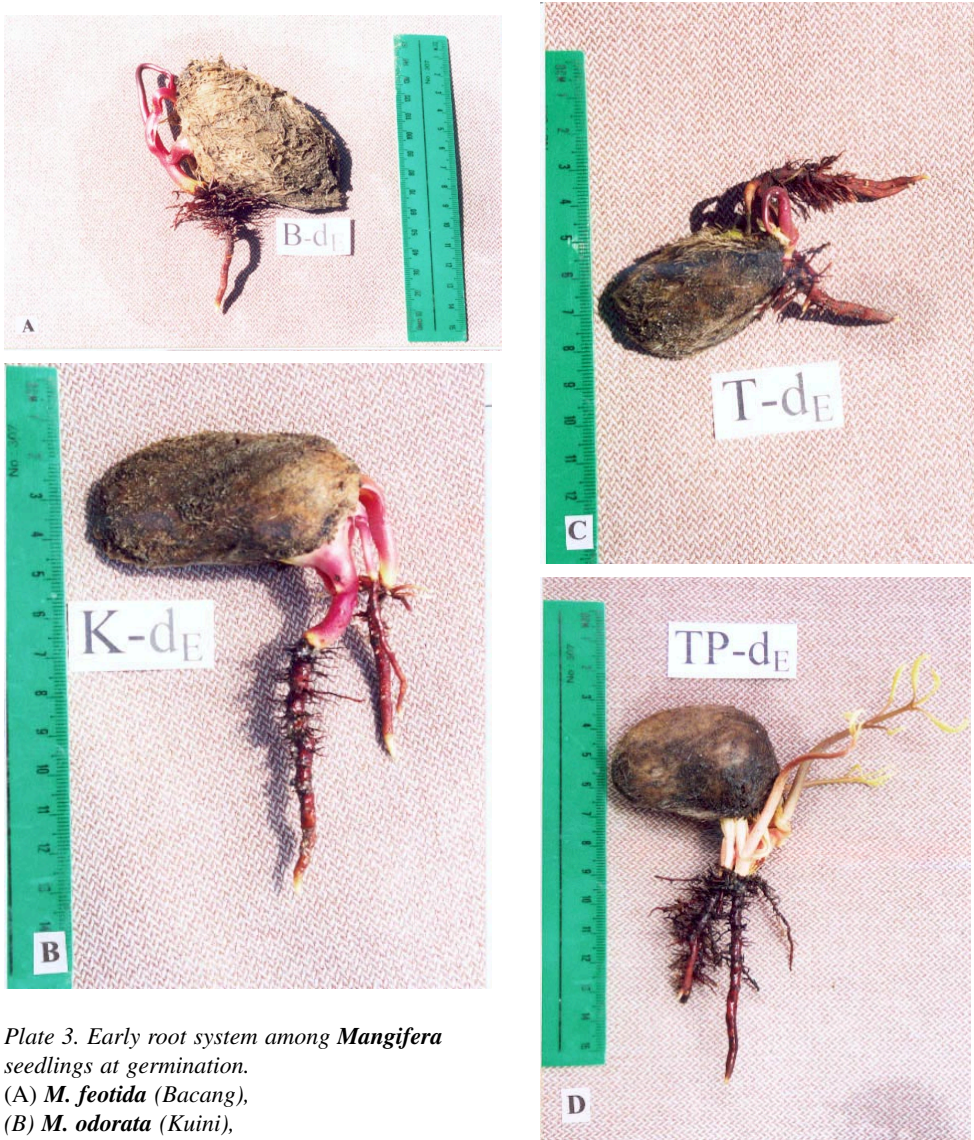 A
B-dE
K-dE
B
T-dE
C
TP-dE
D
Plate 3. Early root system among Mangifera
seedlings at germination.
(A) M. feotida (Bacang),
(B) M. odorata (Kuini),